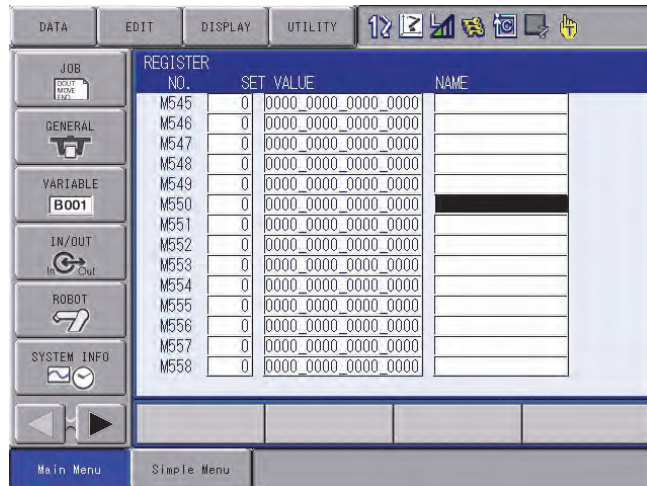 DATA EDIT DISPLAY UTILITY
JOB
DOUT
MOVE
END
GENERAL
VARIABLE
B001
IN/OUT
In Out
ROBOT
SYSTEM INFO
REGISTER
NO. SET VALUE NAME
M545 0 0000_0000_0000_0000
M546 0 0000_0000_0000_0000
M547 0 0000_0000_0000_0000
M548 0 0000_0000_0000_0000
M549 0 0000_0000_0000_0000
M550 0 0000_0000_0000_0000
M551 0 0000_0000_0000_0000
M552 0 0000_0000_0000_0000
M553 0 0000_0000_0000_0000
M554 0 0000_0000_0000_0000
M555 0 0000_0000_0000_0000
M556 0 0000_0000_0000_0000
M557 0 0000_0000_0000_0000
M558 0 0000_0000_0000_0000
Main Menu Simple Menu